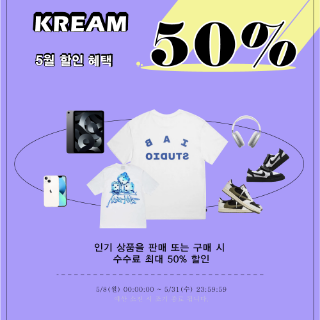 KREAM
50%
5월 할인 혜택
BAI
STUDIO
인기 상품을 판매 또는 구매 시
수수료 최대 50% 할인
5/8(월) 00:00:00 ~ 5/31(수) 23:59:59